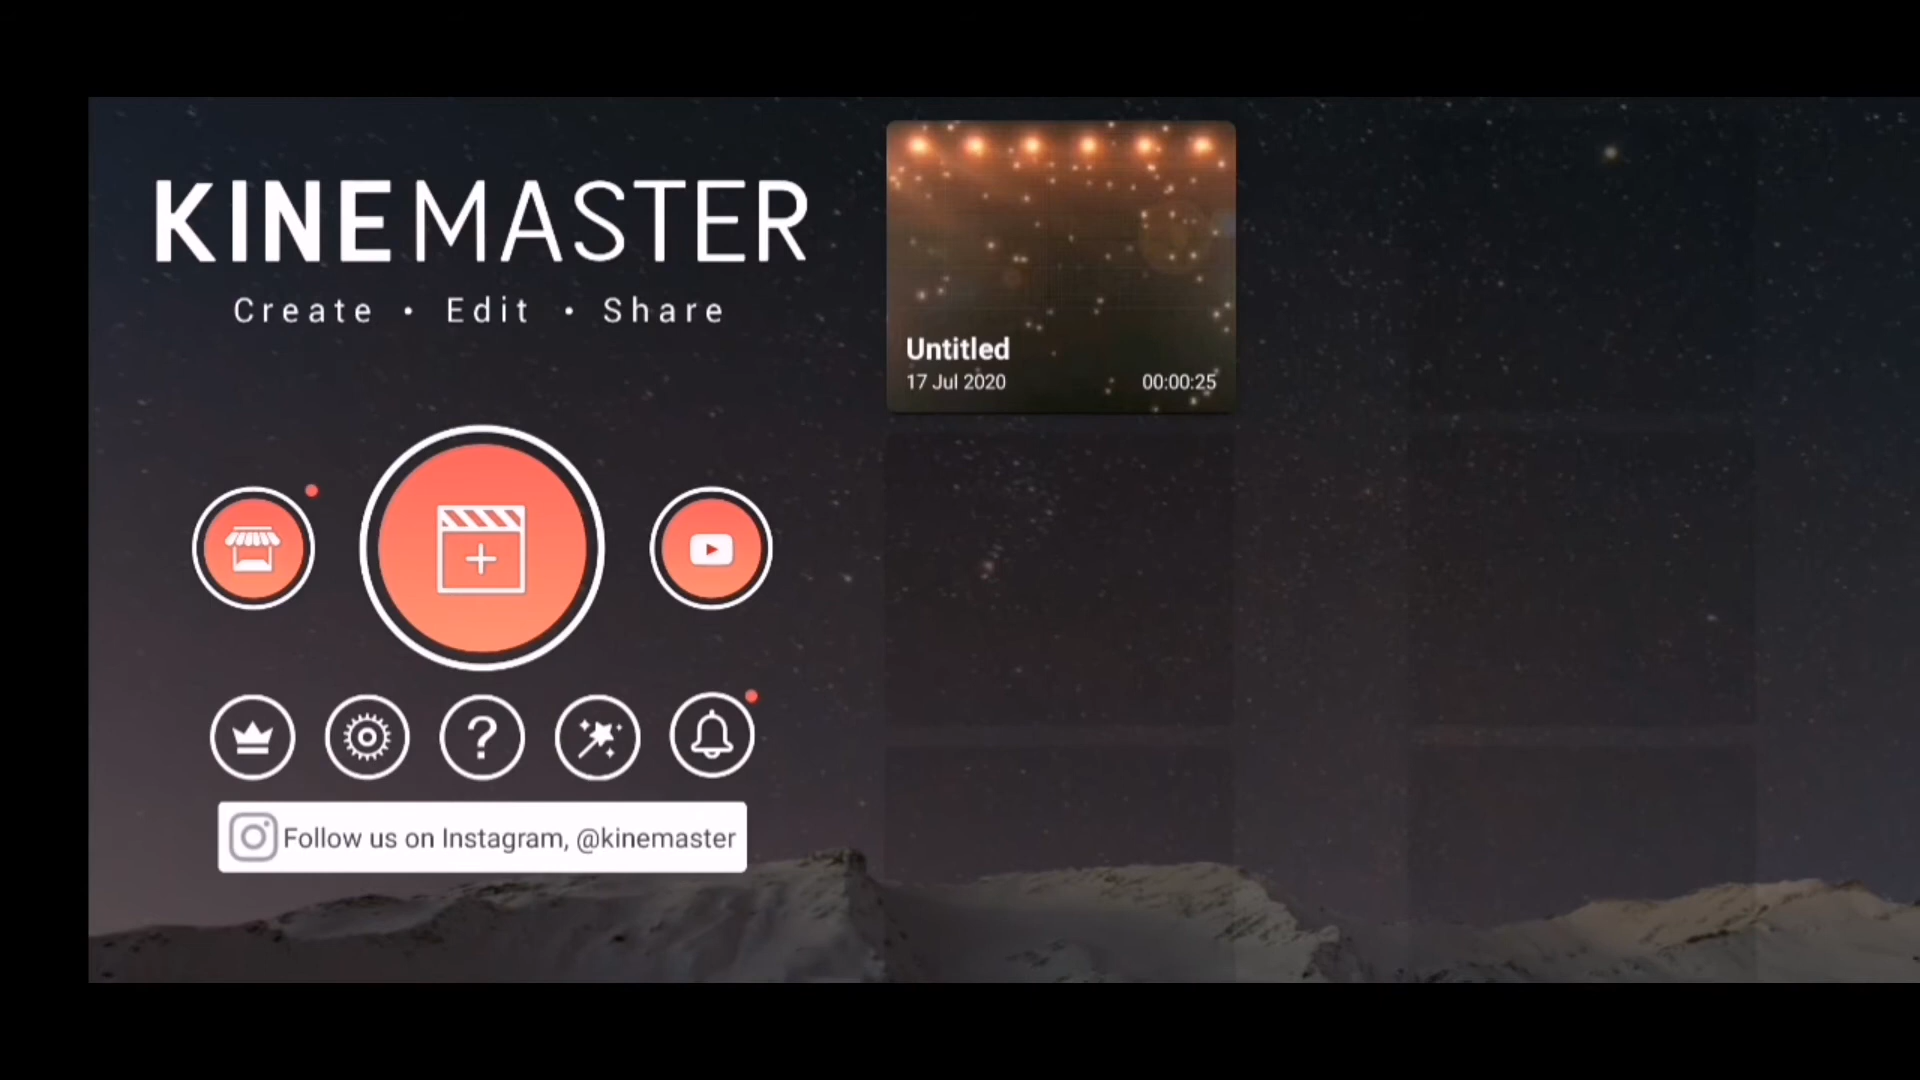 KINEMASTER
Create • Edit • Share
Untitled
17 Jul 2020 00:00:25
Follow us on Instagram, @kinemaster